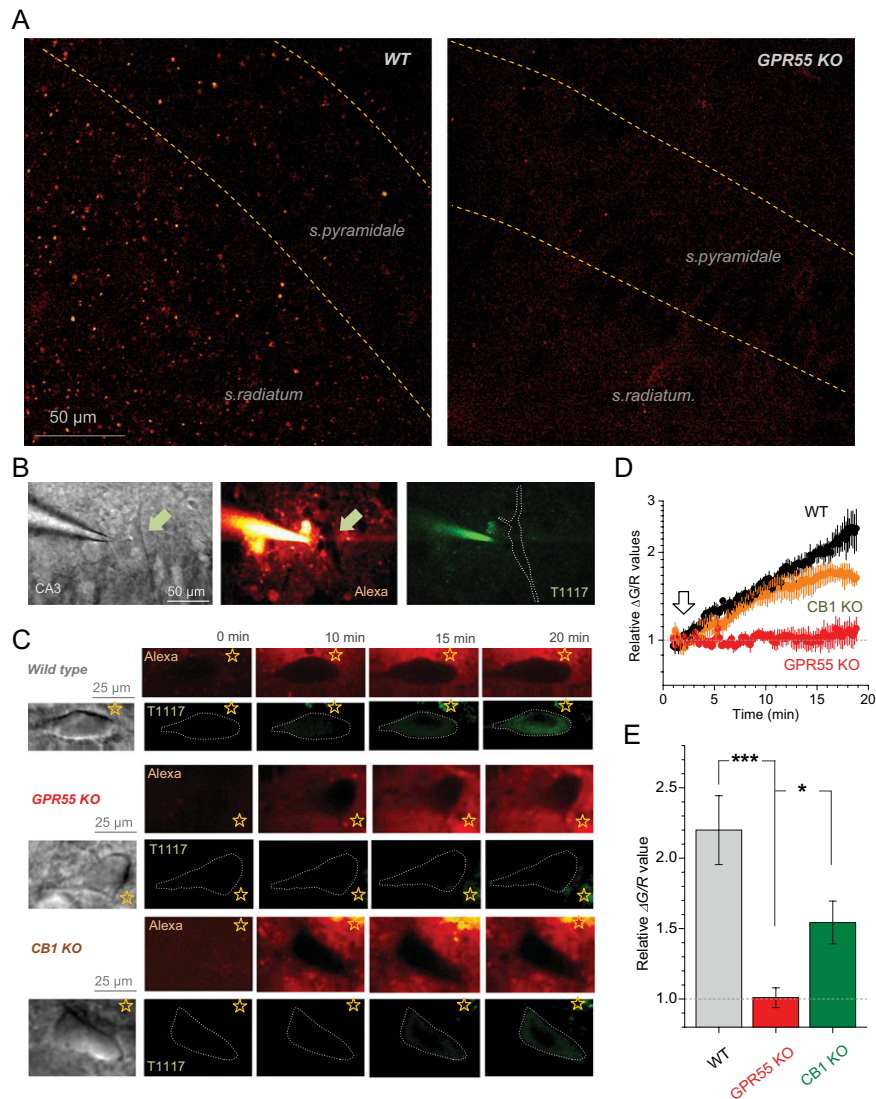 A
WT
s.pyramidale
s.radiatum
50 µm
GPR55 KO
s.pyramidale
s.radiatum.
B
CA3
50 µm
Alexa
T1117
C
0 min
10 min
15 min
20 min
Wild type
25 µm
Alexa
T1117
GPR55 KO
25 µm
Alexa
T1117
CB1 KO
25 µm
Alexa
T1117
D
Relative ΔG/R values
3
2
1
WT
CB1 KO
GPR55 KO
0 5 10 15 20
Time (min)
E
Relative ΔG/R value
2.5
2.0
1.5
1.0
***
*
WT
GPR55 KO
CB1 KO